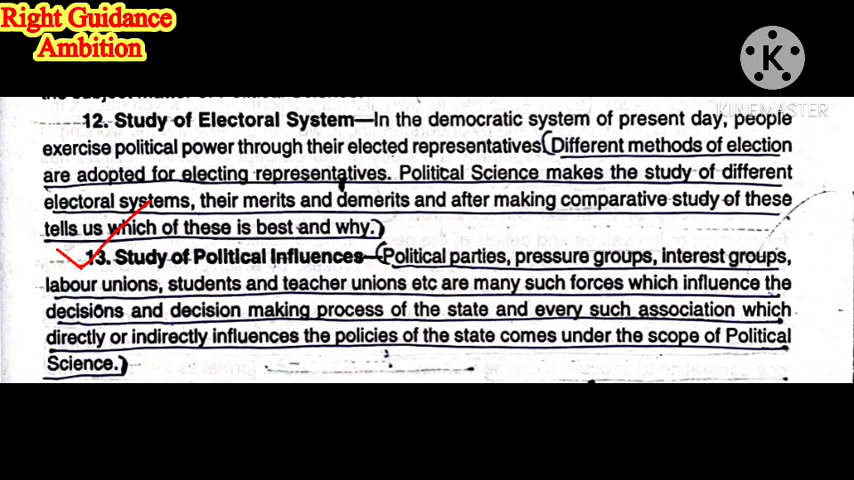 Right Guidance
Ambition
K
KINEMASTER
the subject matter of Political Science.
12. Study of Electoral System—In the democratic system of present day, people
exercise political power through their elected representatives (Different methods of election
are adopted for electing representatives. Political Science makes the study of different
electoral systems, their merits and demerits and after making comparative study of these
tells us which of these is best and why.)
13. Study of Political Influences—(Political parties, pressure groups, interest groups,
labour unions, students and teacher unions etc are many such forces which influence the
decisions and decision making process of the state and every such association which
directly or indirectly influences the policies of the state comes under the scope of Political
Science.)